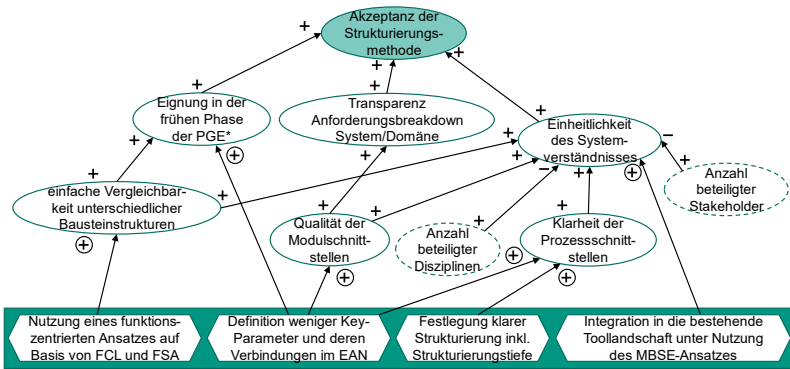 Akzeptanz der
Strukturierungs-
methode
+
+
+
+
Eignung in der
frühen Phase
der PGE*
+
+
Transparenz
Anforderungsbreakdown
System/Domäne
+
+
Einheitlichkeit
des System-
verständnisses
+
+
−
+
+
−
+
+
Anzahl
beteiligter
Stakeholder
+
einfache Vergleichbar-
keit unterschiedlicher
Bausteinstrukturen
+
+
+
Qualität der
Modulschnitt-
stellen
+
+
+
Anzahl
beteiligter
Disziplinen
+
Klarheit der
Prozessschnitt-
stellen
+
+
+
Nutzung eines funktions-
zentrierten Ansatzes auf
Basis von FCL und FSA
Definition weniger Key-
Parameter und deren
Verbindungen im EAN
Festlegung klarer
Strukturierung inkl.
Strukturierungstiefe
Integration in die bestehende
Toollandschaft unter Nutzung
des MBSE-Ansatzes